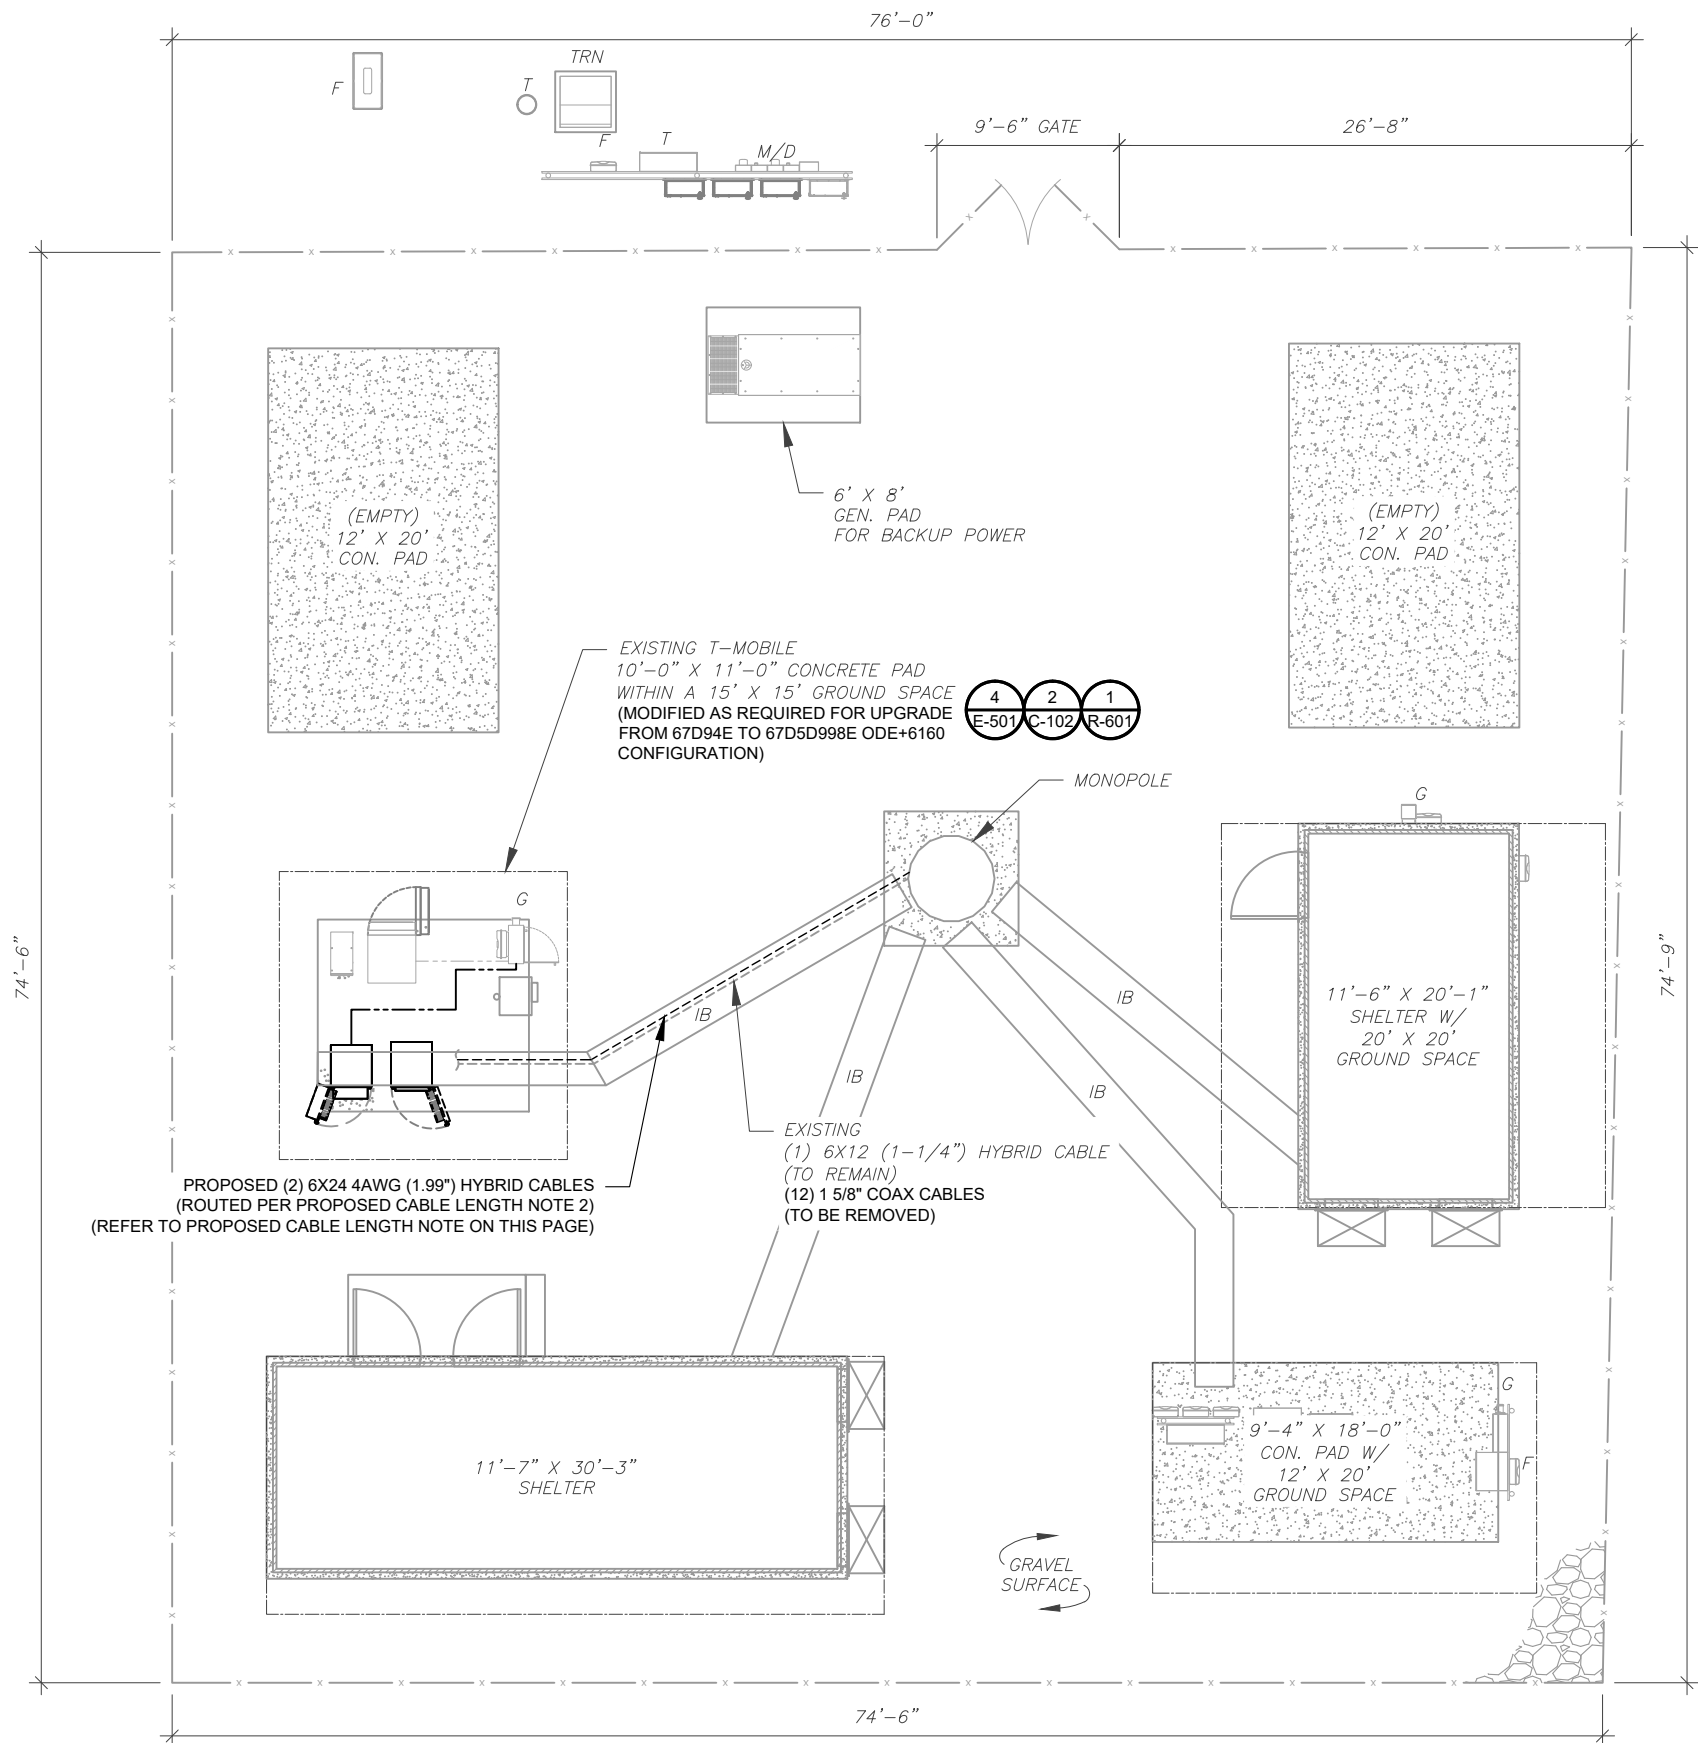 76'-0"
TRN
F
T
F
T
M/D
9'-6" GATE
26'-8"
(EMPTY)
12' X 20'
CON. PAD
6' X 8'
GEN. PAD
FOR BACKUP POWER
(EMPTY)
12' X 20'
CON. PAD
EXISTING T-MOBILE
10'-0" X 11'-0" CONCRETE PAD
WITHIN A 15' X 15' GROUND SPACE
(MODIFIED AS REQUIRED FOR UPGRADE
FROM 67D94E TO 67D5D998E ODE+6160
CONFIGURATION)
4
E-501
2
C-102
1
R-601
MONOPOLE
G
G
74'-6"
74'-9"
11'-6" X 20'-1"
SHELTER W/
20' X 20'
GROUND SPACE
IB
IB
IB
IB
EXISTING
(1) 6X12 (1-1/4") HYBRID CABLE
(TO REMAIN)
(12) 1 5/8" COAX CABLES
(TO BE REMOVED)
PROPOSED (2) 6X24 4AWG (1.99") HYBRID CABLES
(ROUTED PER PROPOSED CABLE LENGTH NOTE 2)
(REFER TO PROPOSED CABLE LENGTH NOTE ON THIS PAGE)
11'-7" X 30'-3"
SHELTER
G
9'-4" X 18'-0"
CON. PAD W/
12' X 20'
GROUND SPACE
F
GRAVEL
SURFACE
74'-6"